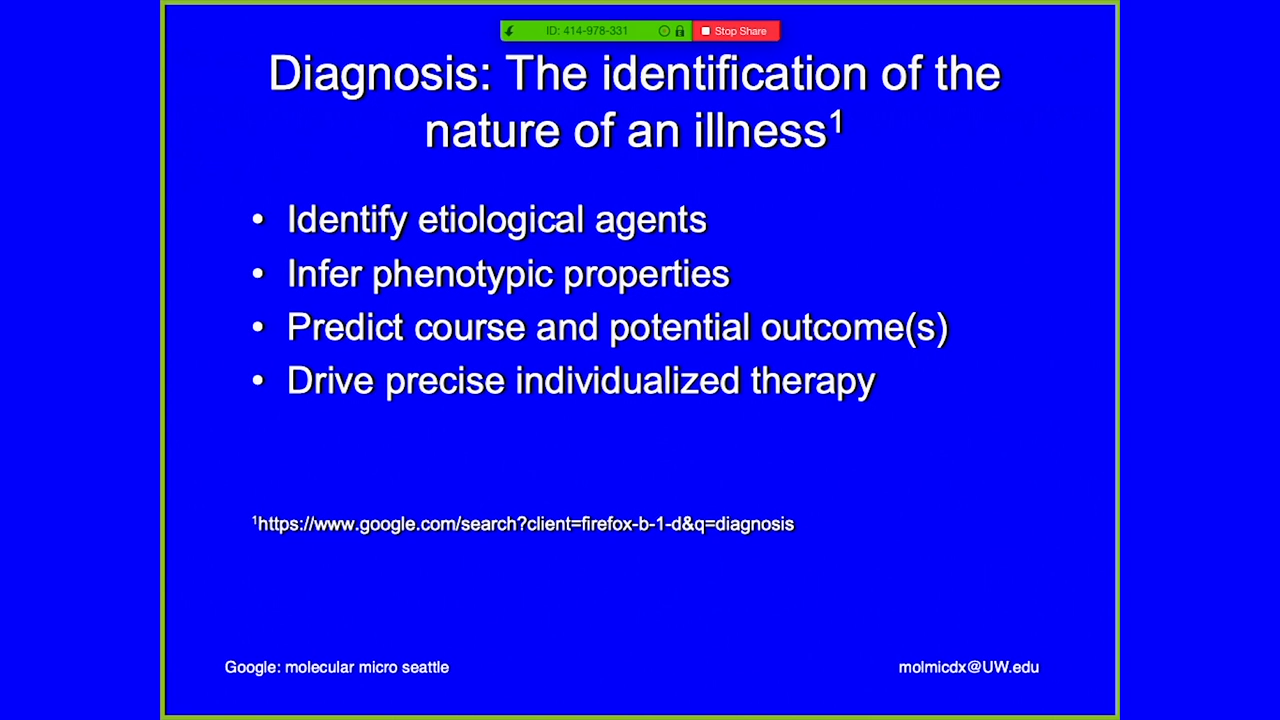 ID: 414-978-331
Stop Share
Diagnosis: The identification of the
nature of an illness¹
• Identify etiological agents
• Infer phenotypic properties
• Predict course and potential outcome(s)
• Drive precise individualized therapy
¹https://www.google.com/search?client=firefox-b-1-d&q=diagnosis
Google: molecular micro seattle
molmicdx@UW.edu